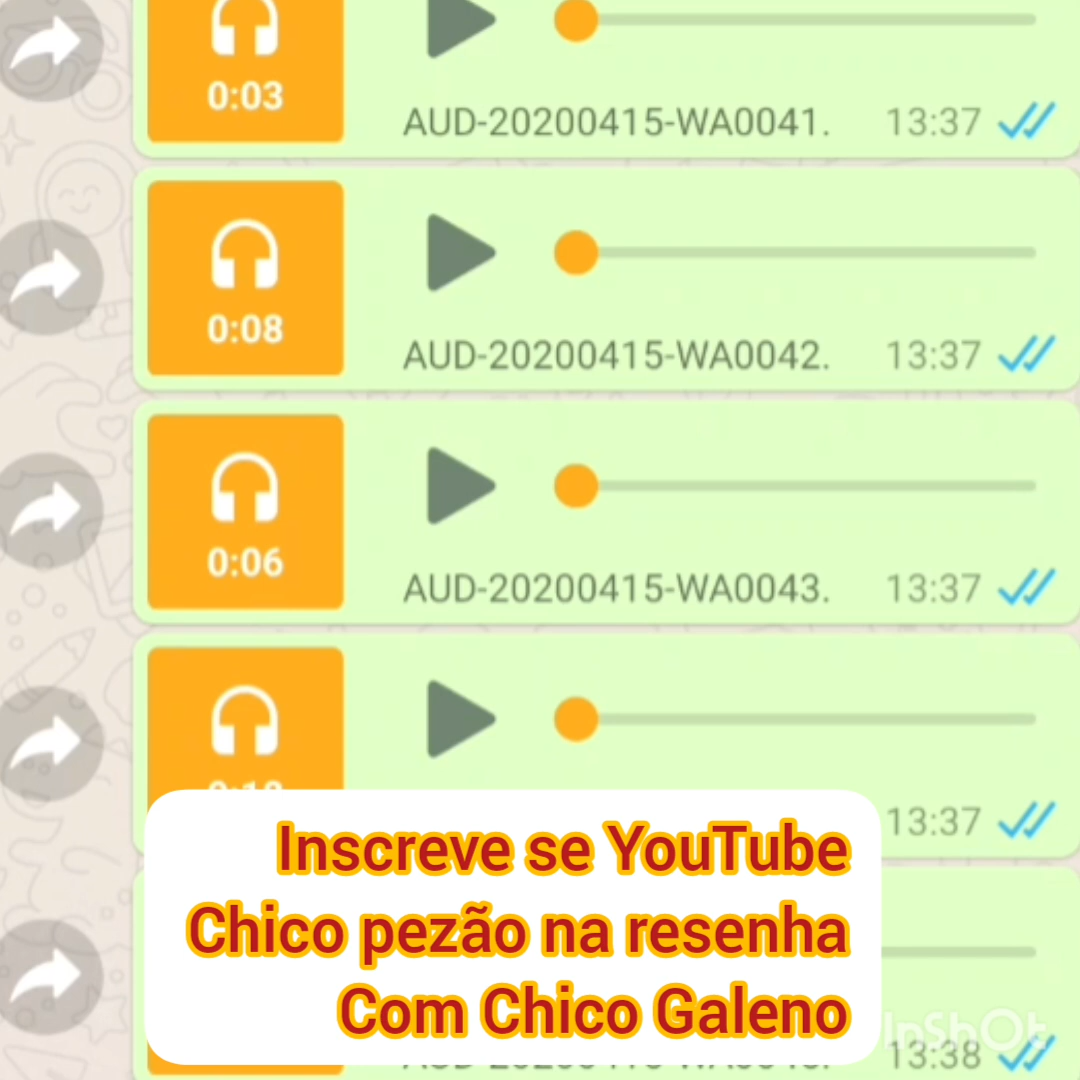 0:03
AUD-20200415-WA0041. 13:37
0:08
AUD-20200415-WA0042. 13:37
0:06
AUD-20200415-WA0043. 13:37
13:37
Inscreve se YouTube
Chico pezão na resenha
Com Chico Galeno
InShOt
13:38